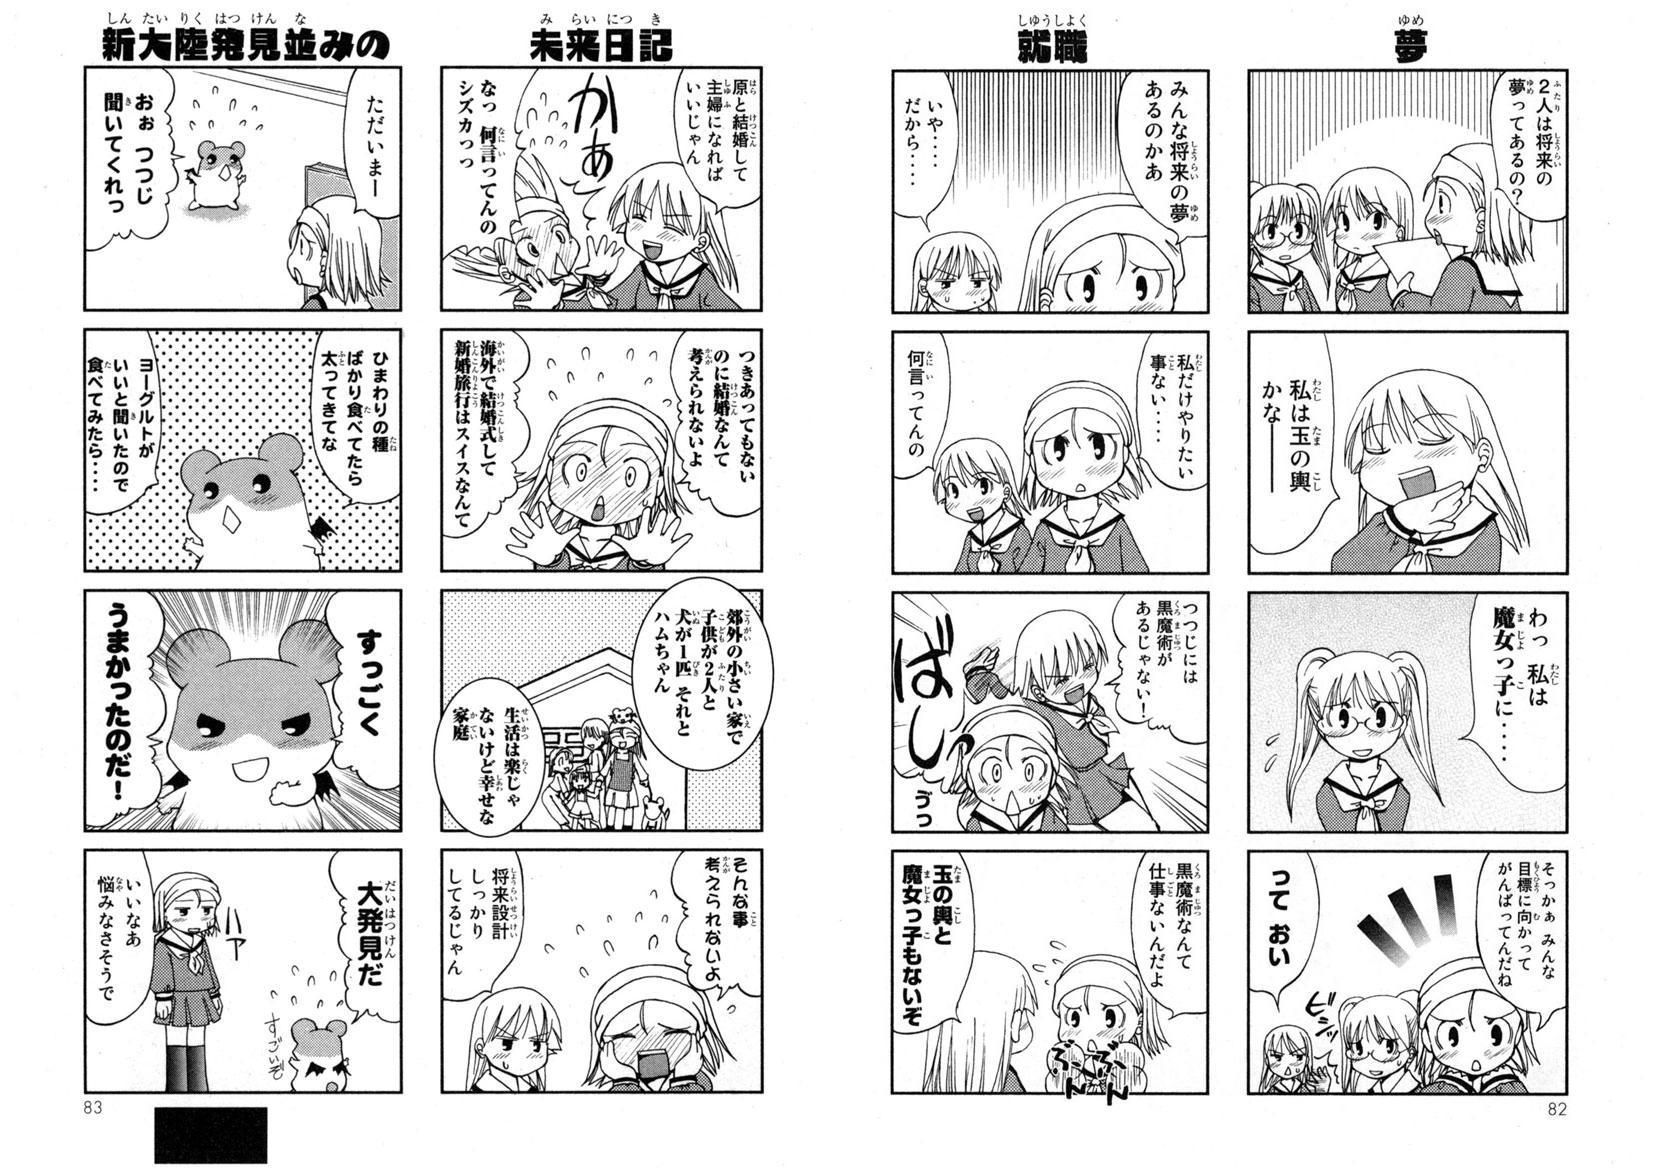 夢
2人は将来の
夢ってあるの?
私は玉の輿
かな――
わっ 私は
魔女っ子に‥‥
そっかぁ みんな
目標に向かって
がんばってんだね
って おい
ビシッ
就職
みんな将来の夢
あるのかあ
いや‥‥
だから‥‥
私だけやりたい
事ない‥‥
何言ってんの
つつじには
黒魔術が
あるじゃない!
ばしっ
黒魔術なんて
仕事ないんだよ
玉の輿と
魔女っ子もないぞ
ぶんぶん
82
未来日記
原と結婚して
主婦になれば
いいじゃん
かぁ
なっ 何言ってんの
シズカっっ
つきあってもない
のに結婚なんて
考えられないよ
海外で結婚式して
新婚旅行はスイスなんて
郊外の小さい家で
子供が2人と
犬が1匹 それと
ハムちゃん
生活は楽じゃ
ないけど幸せな
家庭
そんな事
考えられないよ
将来設計
しっかり
してるじゃん
新大陸発見並みの
ただいまー
おぉ つつじ
聞いてくれっ
ひまわりの種
ばかり食べてたら
太ってきてな
ヨーグルトが
いいと聞いたので
食べてみたら‥‥
すっごく
うまかったのだ!
大発見だ
ハァ
すごいぞ
いいなあ
悩みなさそうで
83